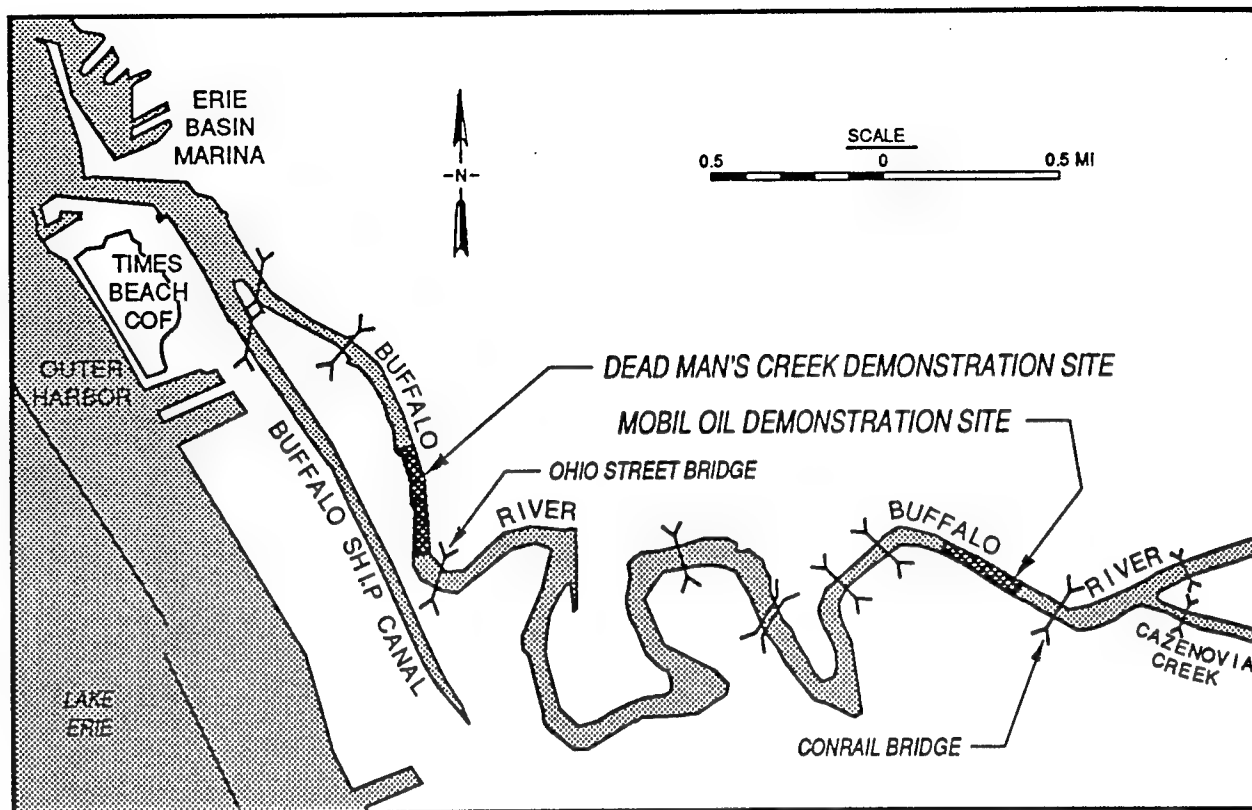 ERIE
BASIN
MARINA
-N-
SCALE
0.5 0 0.5 MI
TIMES
BEACH
COF
OUTER
HARBOR
BUFFALO
DEAD MAN'S CREEK DEMONSTRATION SITE
MOBIL OIL DEMONSTRATION SITE
BUFFALO SHIP CANAL
OHIO STREET BRIDGE
RIVER
BUFFALO
RIVER
CAZENOVIA
CREEK
LAKE
ERIE
CONRAIL BRIDGE